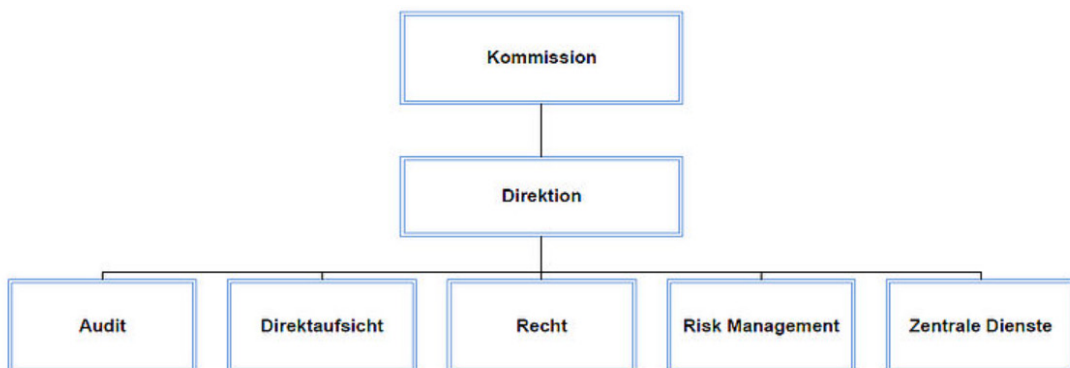 Kommission
Direktion
Audit
Direktaufsicht
Recht
Risk Management
Zentrale Dienste